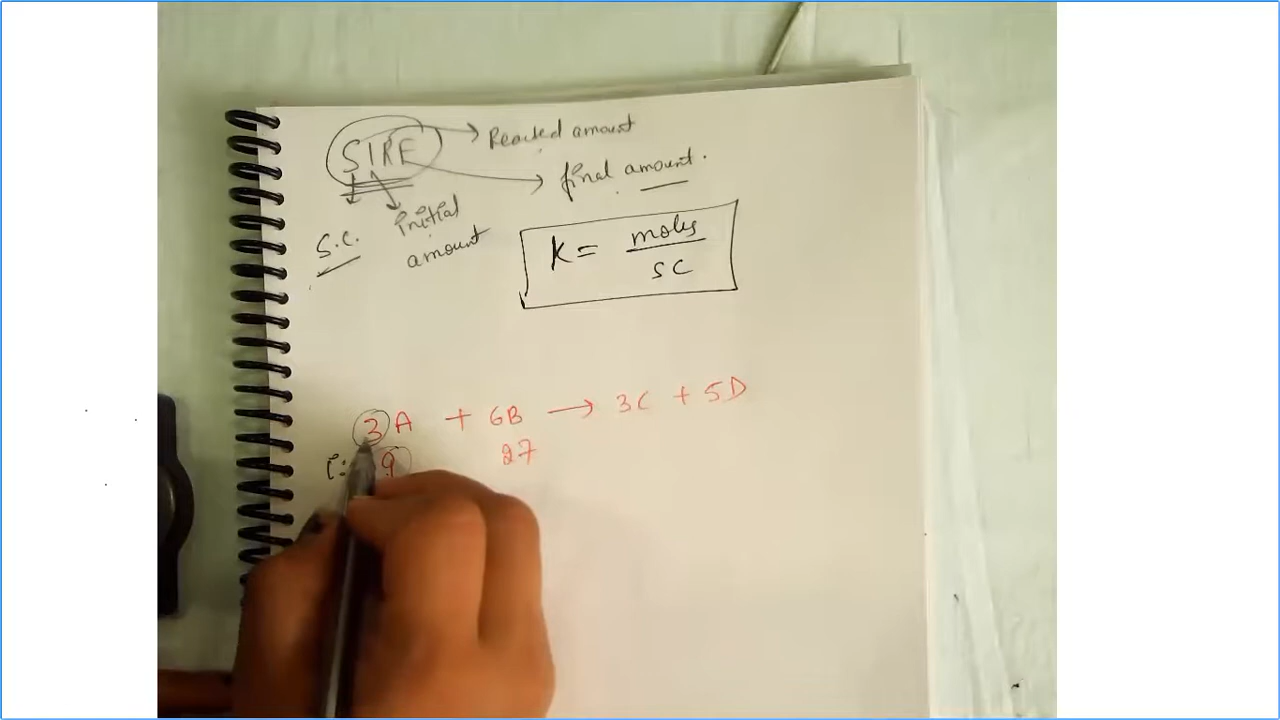 SIRF → Reacted amount
→ final amount.
S.C. initial amount
K = moles / SC
3A + 6B → 3C + 5D
i: 9 27